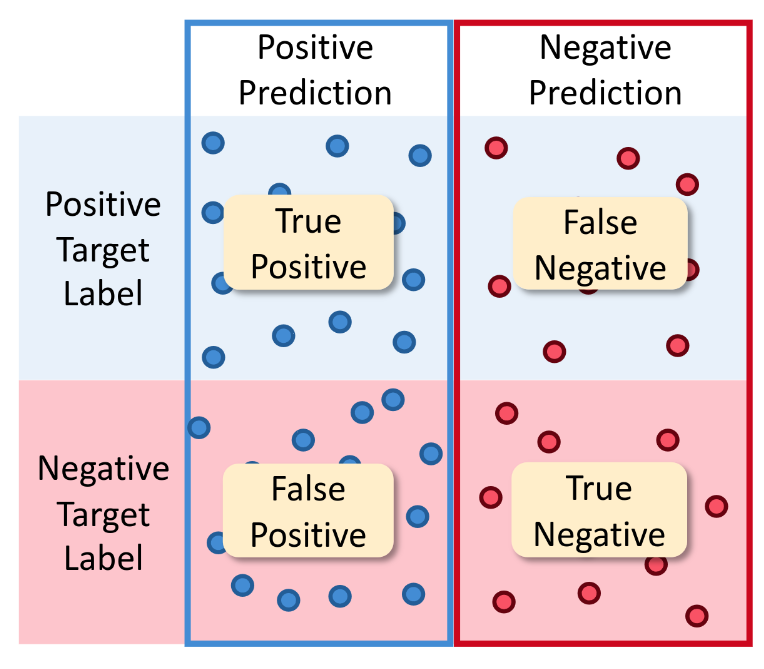 Positive
Prediction
Negative
Prediction
Positive
Target
Label
True
Positive
False
Negative
Negative
Target
Label
False
Positive
True
Negative